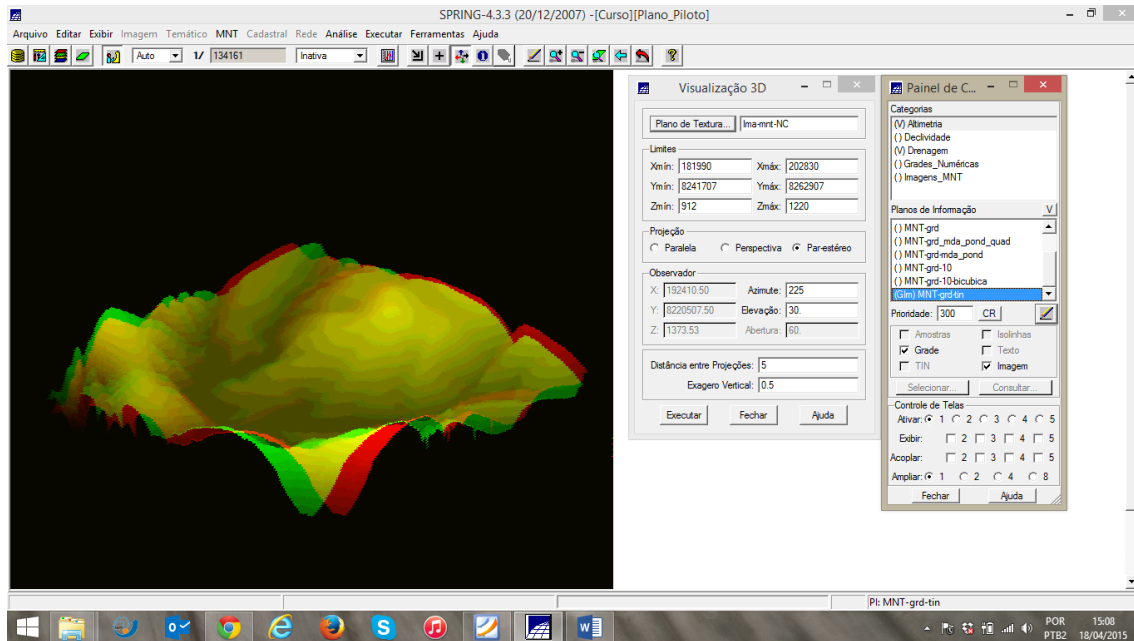 SPRING-4.3.3 (20/12/2007) -[Curso][Plano_Piloto]
Arquivo Editar Exibir Imagem Temático MNT Cadastral Rede Análise Executar Ferramentas Ajuda
Auto 1/ 134161 Inativa
Visualização 3D
Plano de Textura... Ima-mnt-NC
Limites
Xmín: 181990 Xmáx: 202830
Ymín: 8241707 Ymáx: 8262907
Zmín: 912 Zmáx: 1220
Projeção
Paralela Perspectiva Par-estéreo
Observador
X: 192410.50 Azimute: 225
Y: 8220507.50 Elevação: 30.
Z: 1373.53 Abertura: 60.
Distância entre Projeções: 5
Exagero Vertical: 0.5
Executar Fechar Ajuda
Painel de C...
Categorias
(V) Altimetria
() Declividade
(V) Drenagem
() Grades_Numéricas
() Imagens_MNT
Planos de Informação V
() MNT-grd
() MNT-grd_mda_pond_quad
() MNT-grd-mda_pond
() MNT-grd-10
() MNT-grd-10-bicubica
(GIm) MNT-grd-tin
Prioridade: 300 CR
Amostras Isolinhas
Grade Texto
TIN Imagem
Selecionar... Consultar...
Controle de Telas
Ativar: 1 2 3 4 5
Exibir: 2 3 4 5
Acoplar: 2 3 4 5
Ampliar: 1 2 4 8
Fechar Ajuda
PI: MNT-grd-tin
POR 15:08
PTB2 18/04/2015